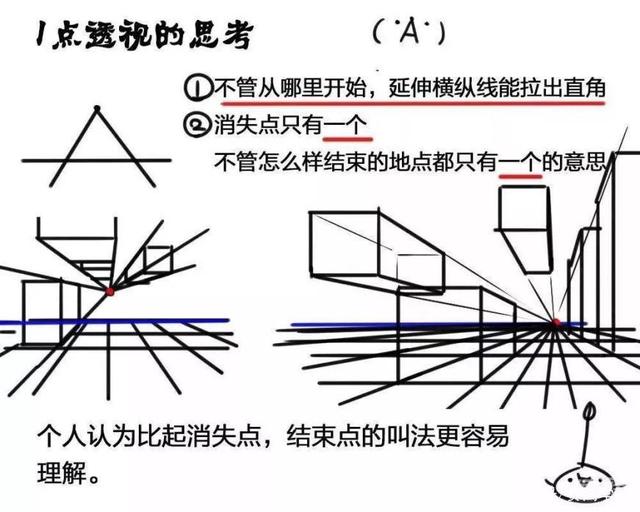 1点透视的思考
(˙A˙)
①不管从哪里开始，延伸横纵线能拉出直角
②消失点只有一个
不管怎么样结束的地点都只有一个的意思
个人认为比起消失点，结束点的叫法更容易
理解。